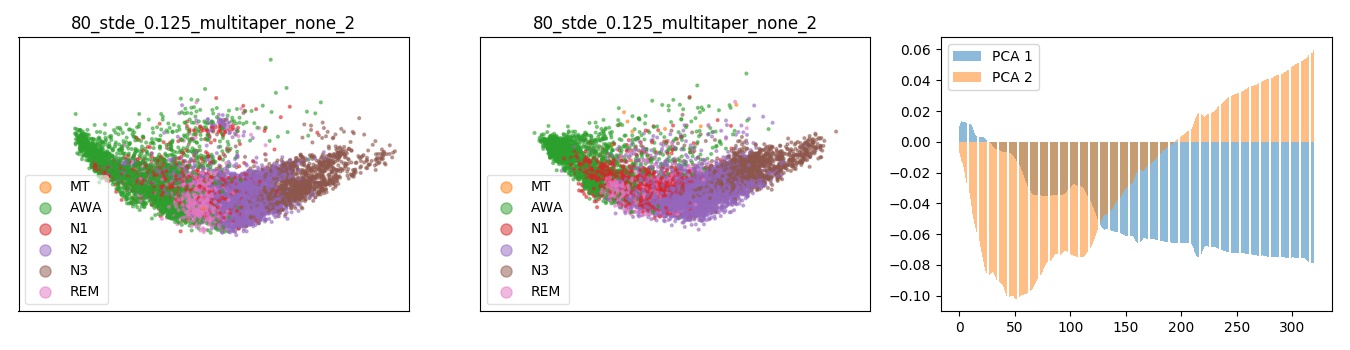 80_stde_0.125_multitaper_none_2
MT
AWA
N1
N2
N3
REM
80_stde_0.125_multitaper_none_2
MT
AWA
N1
N2
N3
REM
PCA 1
PCA 2
0.06
0.04
0.02
0.00
−0.02
−0.04
−0.06
−0.08
−0.10
0 50 100 150 200 250 300